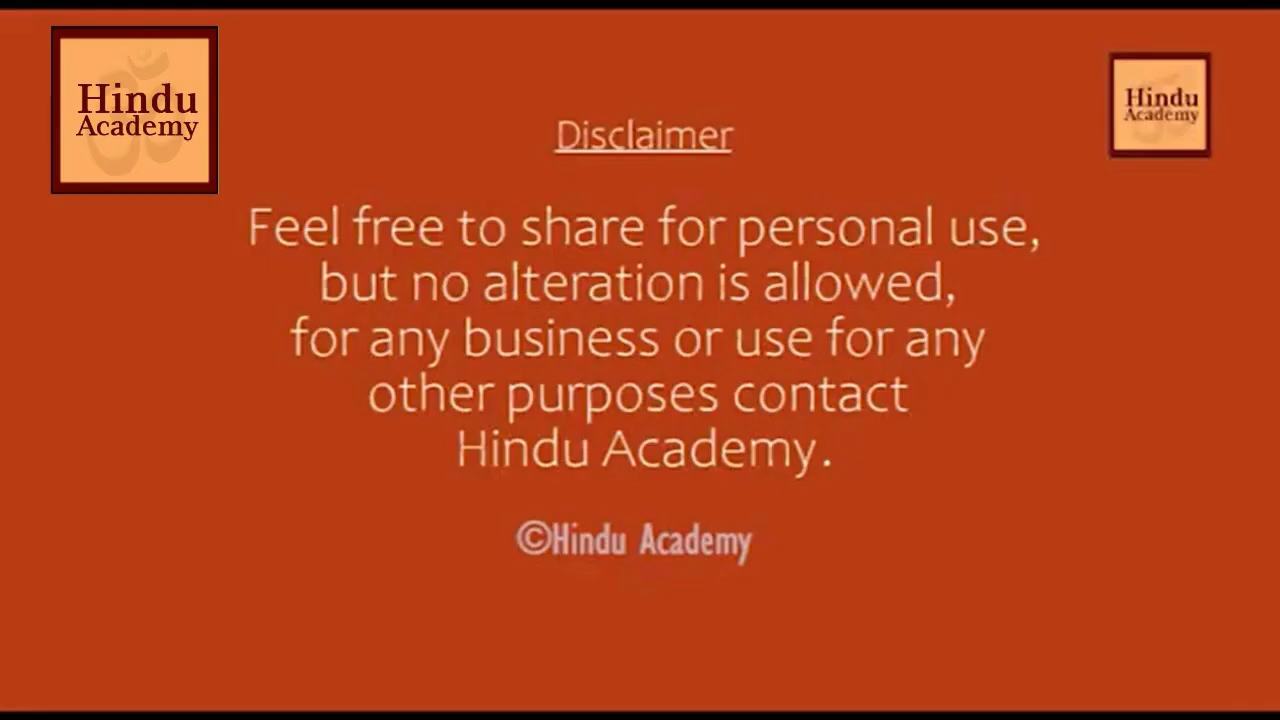 Hindu
Academy
Hindu
Academy
Disclaimer
Feel free to share for personal use,
but no alteration is allowed,
for any business or use for any
other purposes contact
Hindu Academy.
©Hindu Academy